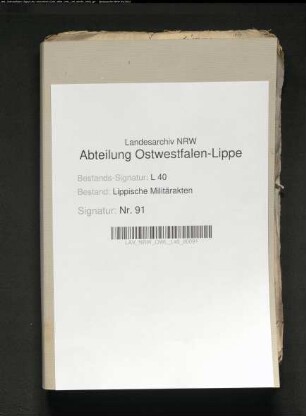 Landesarchiv NRW
Abteilung Ostwestfalen-Lippe
Bestands-Signatur: L 40
Bestand: Lippische Militärakten
Signatur: Nr. 91